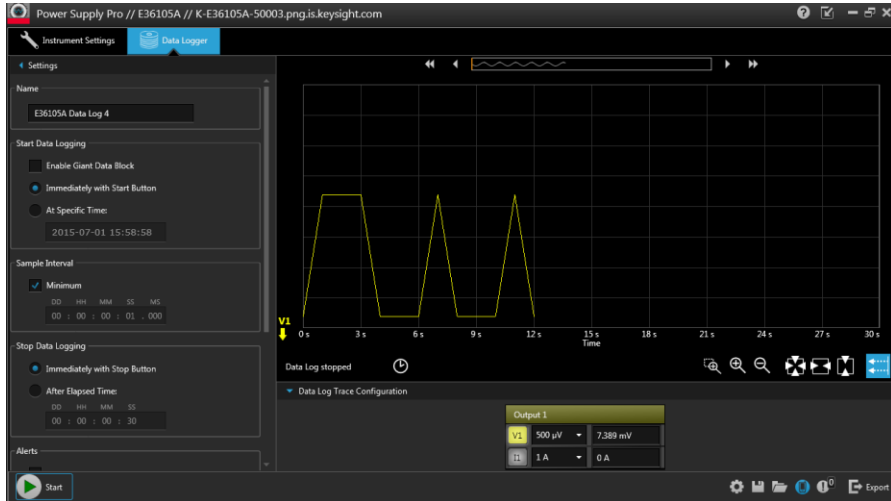 Power Supply Pro // E36105A // K-E36105A-50003.png.is.keysight.com
Instrument Settings
Data Logger
Settings
Name
E36105A Data Log 4
Start Data Logging
Enable Giant Data Block
Immediately with Start Button
At Specific Time:
2015-07-01 15:58:58
Sample Interval
Minimum
DD HH MM SS MS
00 : 00 : 00 : 01 . 000
Stop Data Logging
Immediately with Stop Button
After Elapsed Time:
DD HH MM SS
00 : 00 : 00 : 30
Alerts
V1
0 s 3 s 6 s 9 s 12 s 15 s 18 s 21 s 24 s 27 s 30 s
Time
Data Log stopped
Data Log Trace Configuration
Output 1
V1 500 µV 7.389 mV
I1 1 A 0 A
Start
0
Export